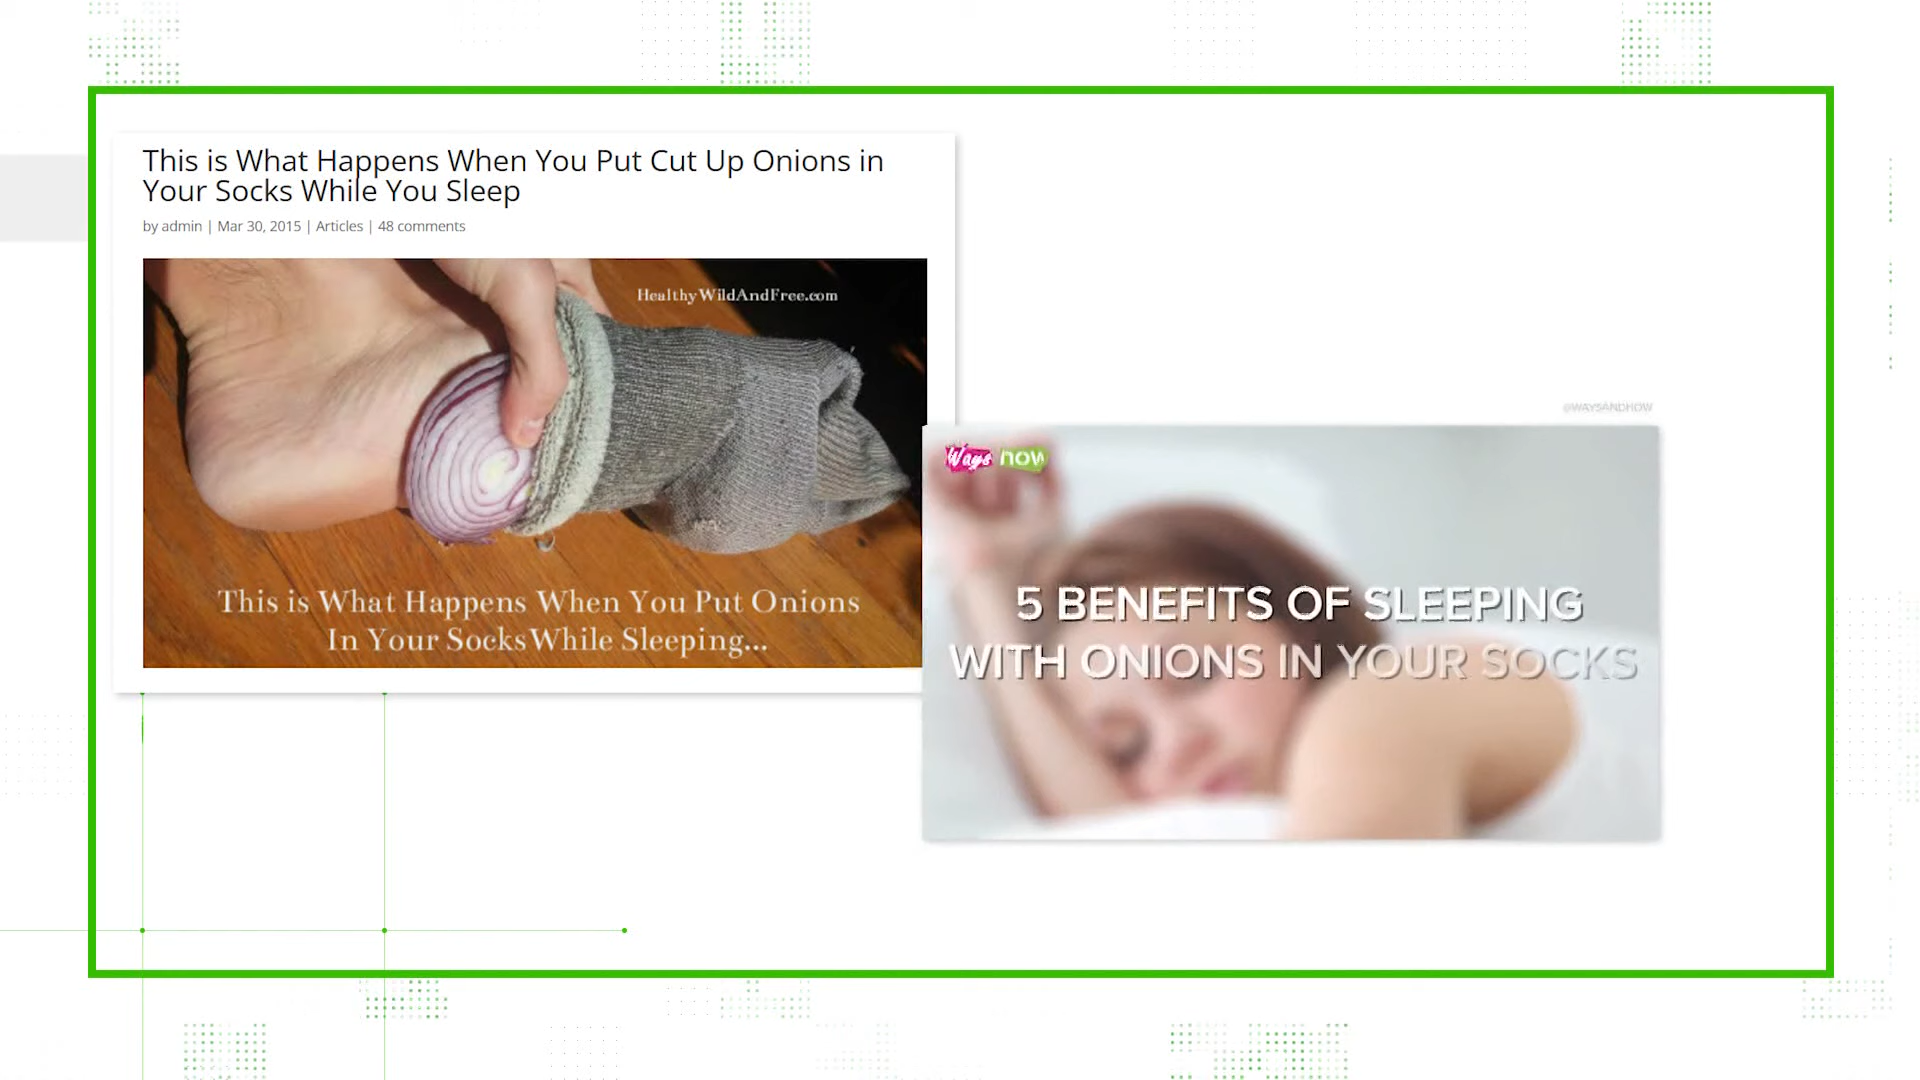 This is What Happens When You Put Cut Up Onions in
Your Socks While You Sleep
by admin | Mar 30, 2015 | Articles | 48 comments
HealthyWildAndFree.com
This is What Happens When You Put Onions
In Your Socks While Sleeping...
@WAYSANDHOW
Ways now
5 BENEFITS OF SLEEPING
WITH ONIONS IN YOUR SOCKS